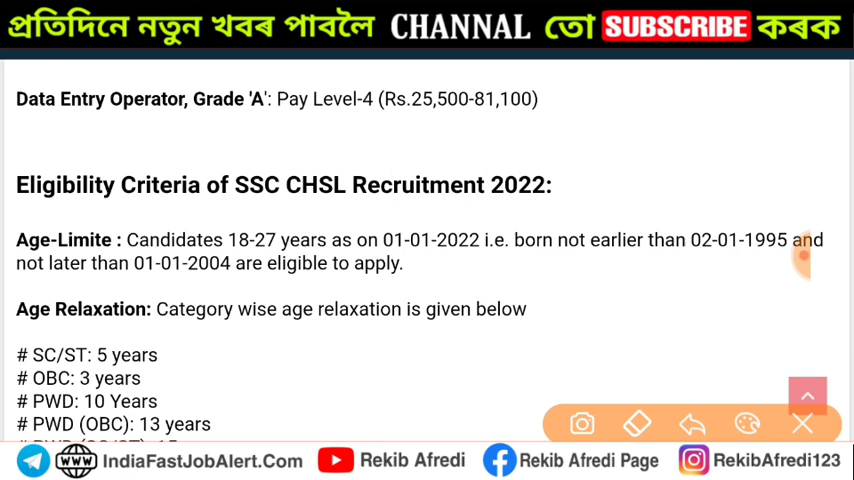 প্ৰতিদিনে নতুন খবৰ পাবলৈ CHANNAL তো SUBSCRIBE কৰক
Data Entry Operator, Grade 'A': Pay Level-4 (Rs.25,500-81,100)
Eligibility Criteria of SSC CHSL Recruitment 2022:
Age-Limite : Candidates 18-27 years as on 01-01-2022 i.e. born not earlier than 02-01-1995 and
not later than 01-01-2004 are eligible to apply.
Age Relaxation: Category wise age relaxation is given below
# SC/ST: 5 years
# OBC: 3 years
# PWD: 10 Years
# PWD (OBC): 13 years
WWW IndiaFastJobAlert.Com Rekib Afredi Rekib Afredi Page RekibAfredi123